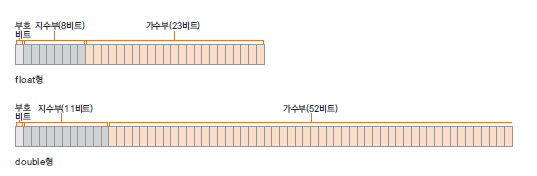 부호 지수부(8비트) 가수부(23비트)
비트
float형
부호 지수부(11비트) 가수부(52비트)
비트
double형